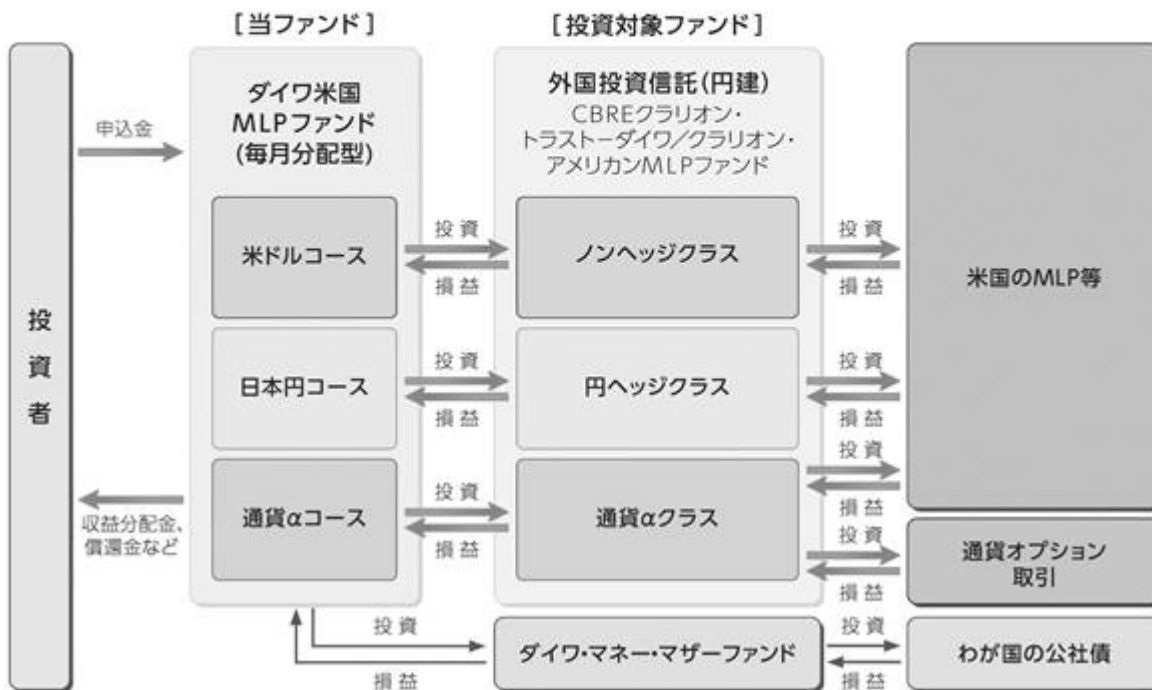 [当ファンド]
[投資対象ファンド]
投資者
申込金
収益分配金、
償還金など
ダイワ米国
MLPファンド
(毎月分配型)
外国投資信託(円建)
CBREクラリオン・
トラストーダイワ/クラリオン・
アメリカンMLPファンド
米ドルコース
投資
損益
ノンヘッジクラス
投資
損益
米国のMLP等
日本円コース
投資
損益
円ヘッジクラス
投資
損益
通貨αコース
投資
損益
通貨αクラス
投資
損益
投資
損益
通貨オプション
取引
投資
損益
ダイワ・マネー・マザーファンド
投資
損益
わが国の公社債